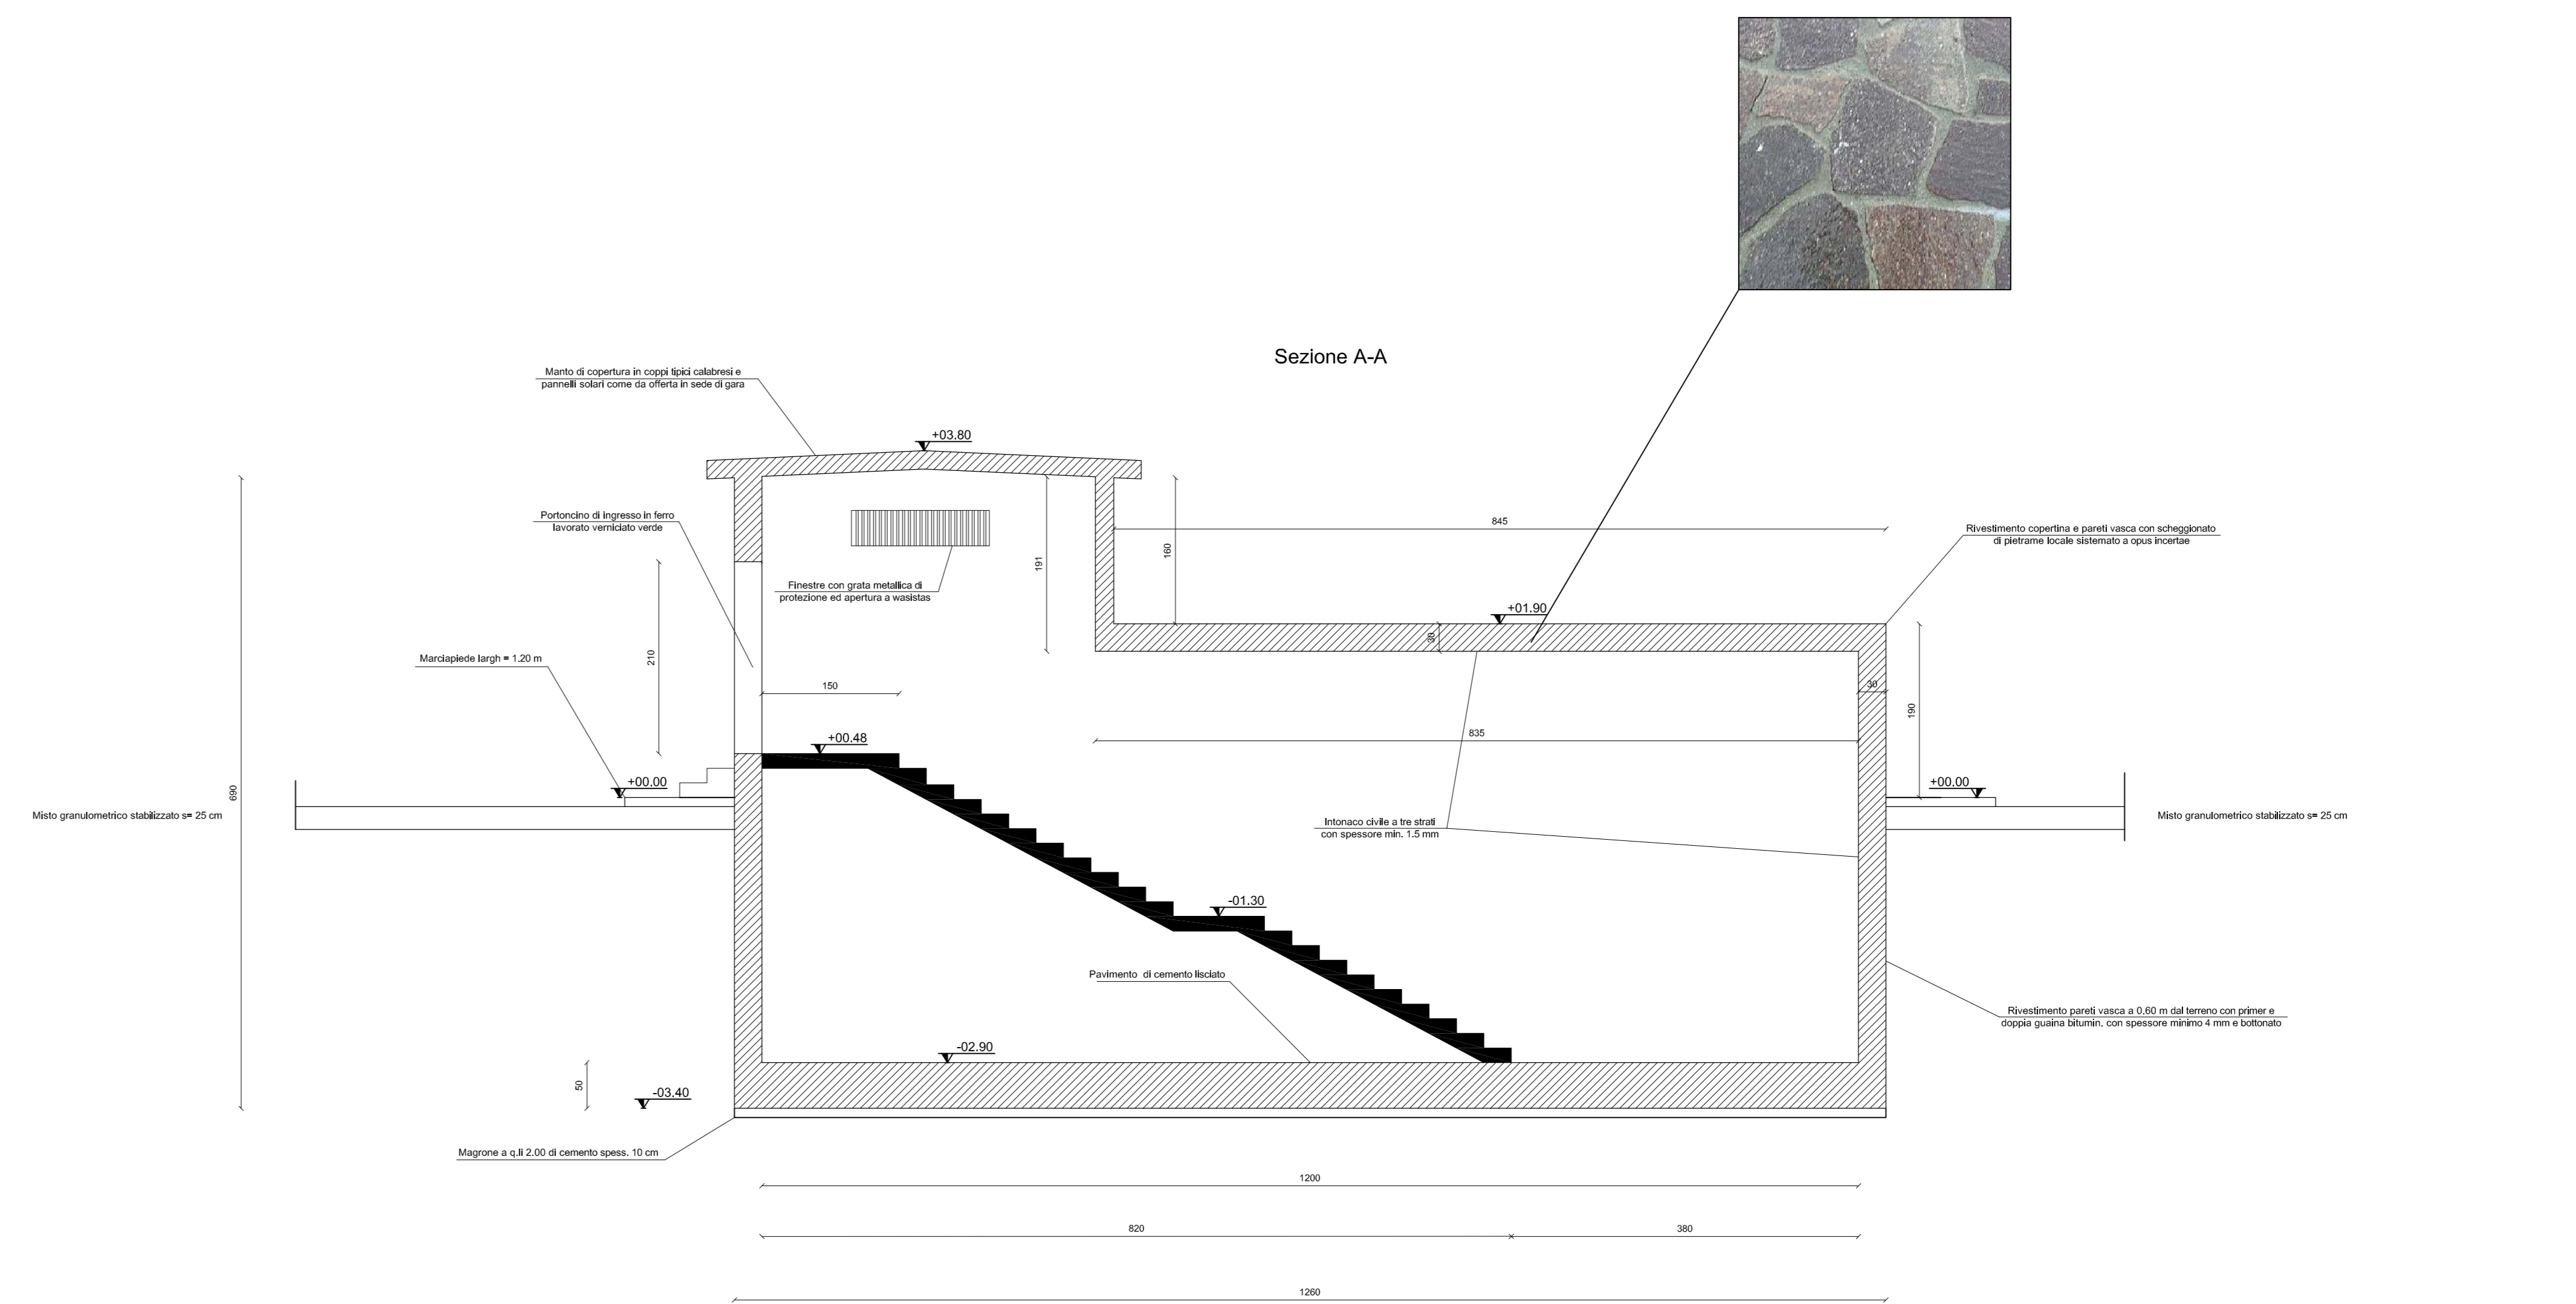 Sezione A-A
Manto di copertura in coppi tipici calabresi e
pannelli solari come da offerta in sede di gara
+03.80
Portoncino di ingresso in ferro
lavorato verniciato verde
845
Rivestimento copertina e pareti vasca con scheggionato
di pietrame locale sistemato a opus incertae
160
191
Finestre con grata metallica di
protezione ed apertura a wasistas
+01.90
30
210
Marciapiede largh = 1.20 m
150
30
190
+00.48
835
+00.00
+00.00
690
Misto granulometrico stabilizzato s= 25 cm
Misto granulometrico stabilizzato s= 25 cm
Intonaco civile a tre strati
con spessore min. 1.5 mm
-01.30
Pavimento  di cemento lisciato
Rivestimento pareti vasca a 0,60 m dal terreno con primer e
doppia guaina bitumin. con spessore minimo 4 mm e bottonato
-02.90
50
-03.40
Magrone a q.li 2.00 di cemento spess. 10 cm
1200
820
380
1260